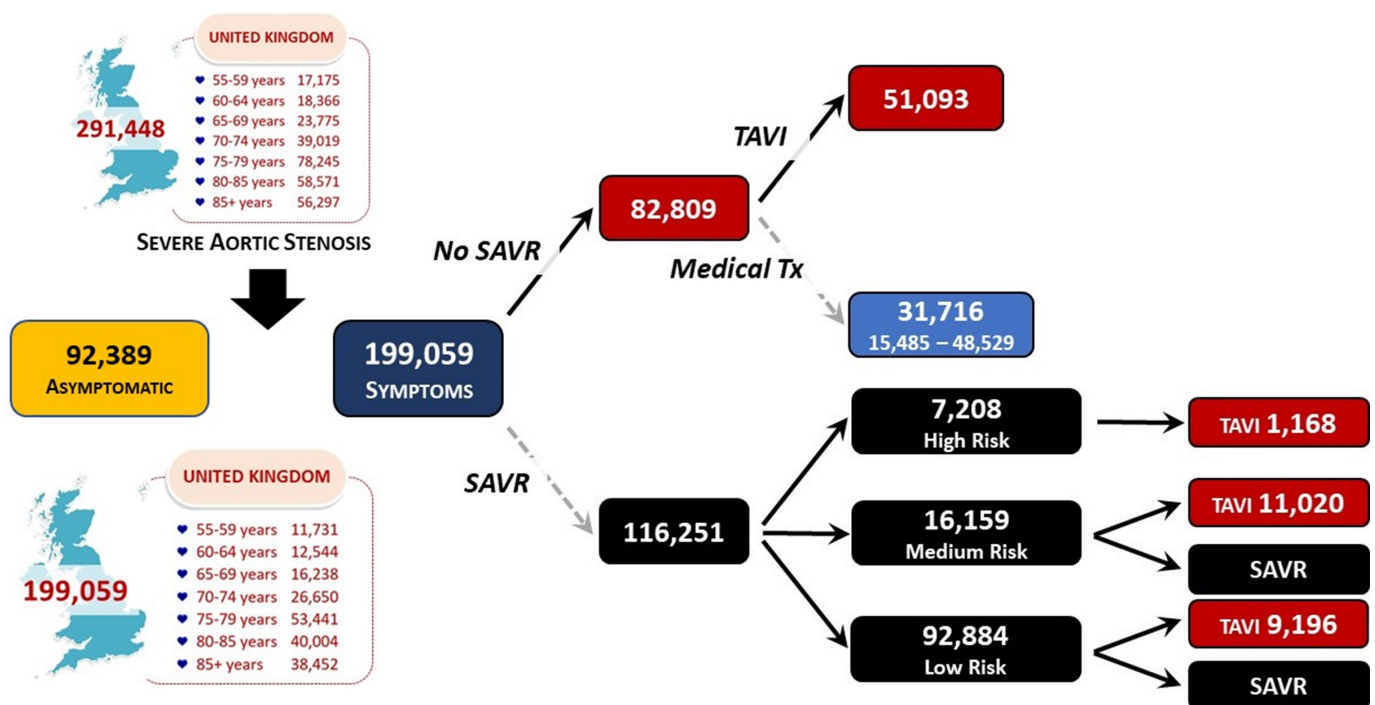 UNITED KINGDOM
55-59 years 17,175
60-64 years 18,366
65-69 years 23,775
70-74 years 39,019
75-79 years 78,245
80-85 years 58,571
85+ years 56,297
291,448
SEVERE AORTIC STENOSIS
92,389
ASYMPTOMATIC
199,059
SYMPTOMS
UNITED KINGDOM
55-59 years 11,731
60-64 years 12,544
65-69 years 16,238
70-74 years 26,650
75-79 years 53,441
80-85 years 40,004
85+ years 38,452
199,059
No SAVR
82,809
TAVI
51,093
Medical Tx
31,716
15,485 – 48,529
SAVR
116,251
7,208
High Risk
TAVI 1,168
16,159
Medium Risk
TAVI 11,020
SAVR
92,884
Low Risk
TAVI 9,196
SAVR